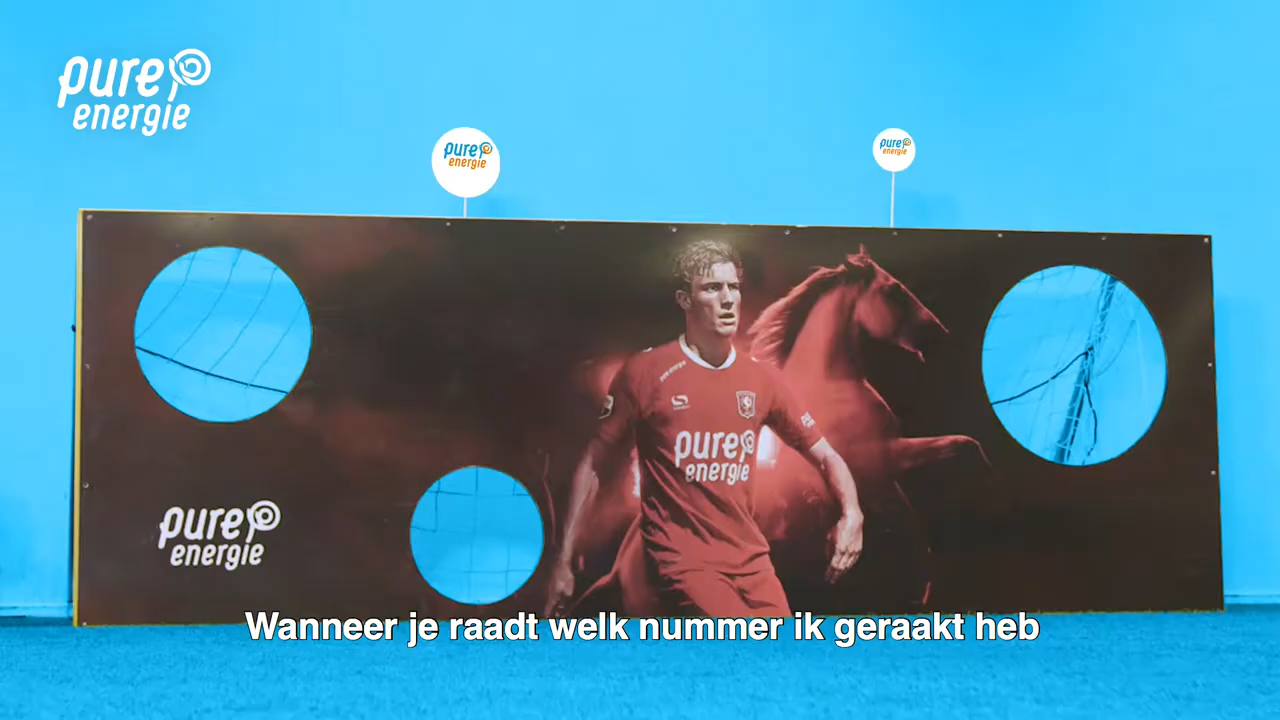 pure
energie
pure
energie
pure
energie
pure
energie
pure
energie
Wanneer je raadt welk nummer ik geraakt heb